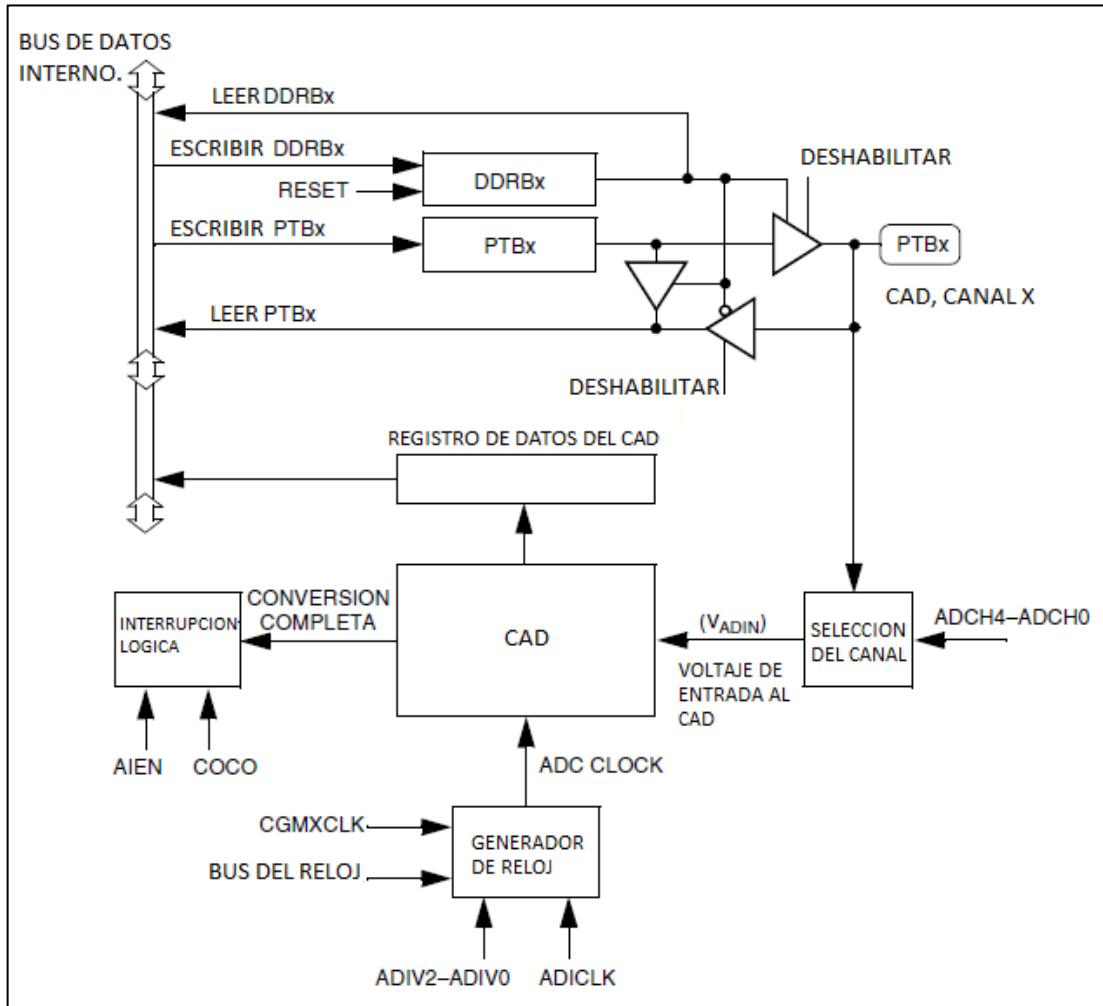 BUS DE DATOS
INTERNO.
LEER DDRBx
ESCRIBIR DDRBx
DDRBx
RESET
DESHABILITAR
ESCRIBIR PTBx
PTBx
PTBx
CAD, CANAL X
LEER PTBx
DESHABILITAR
REGISTRO DE DATOS DEL CAD
INTERRUPCION
LOGICA
CONVERSION
COMPLETA
CAD
(VADIN)
VOLTAJE DE
ENTRADA AL
CAD
SELECCION
DEL CANAL
ADCH4–ADCH0
AIEN
COCO
ADC CLOCK
CGMXCLK
BUS DEL RELOJ
GENERADOR
DE RELOJ
ADIV2–ADIV0
ADICLK